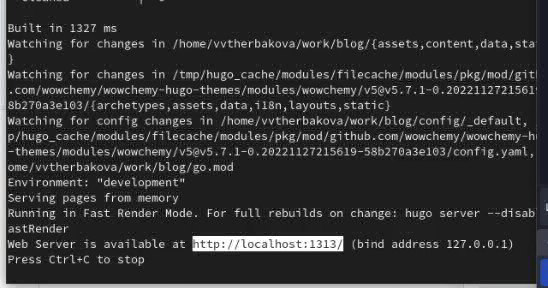 Built in 1327 ms
Watching for changes in /home/vvtherbakova/work/blog/{assets,content,data,stat
}
Watching for changes in /tmp/hugo_cache/modules/filecache/modules/pkg/mod/gith
.com/wowchemy/wowchemy-hugo-themes/modules/wowchemy/v5@v5.7.1-0.20221127215619
8b270a3e103/{archetypes,assets,data,i18n,layouts,static}
Watching for config changes in /home/vvtherbakova/work/blog/config/_default,
p/hugo_cache/modules/filecache/modules/pkg/mod/github.com/wowchemy/wowchemy-hu
-themes/modules/wowchemy/v5@v5.7.1-0.20221127215619-58b270a3e103/config.yaml,
ome/vvtherbakova/work/blog/go.mod
Environment: "development"
Serving pages from memory
Running in Fast Render Mode. For full rebuilds on change: hugo server --disab
astRender
Web Server is available at http://localhost:1313/ (bind address 127.0.0.1)
Press Ctrl+C to stop